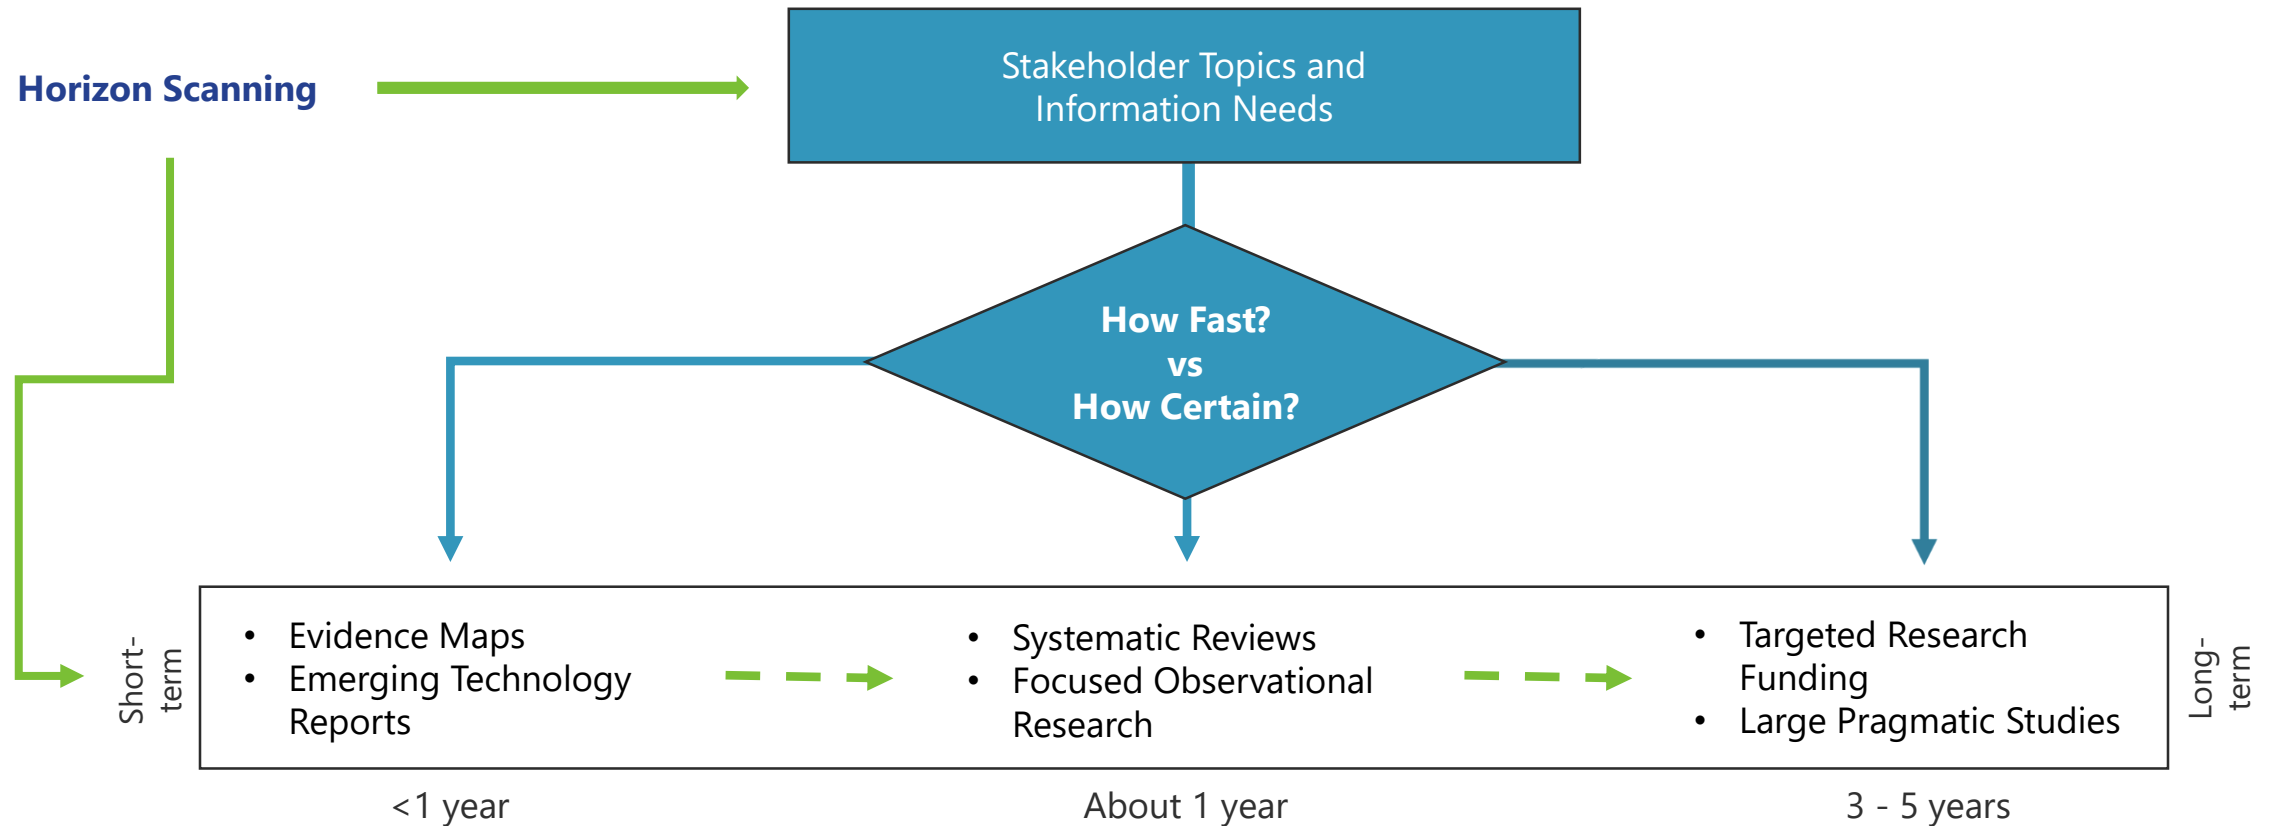 Horizon Scanning
Stakeholder Topics and
Information Needs
How Fast?
vs
How Certain?
Short-
term
• Evidence Maps
• Emerging Technology
Reports
• Systematic Reviews
• Focused Observational
Research
• Targeted Research
Funding
• Large Pragmatic Studies
Long-
term
<1 year
About 1 year
3 - 5 years